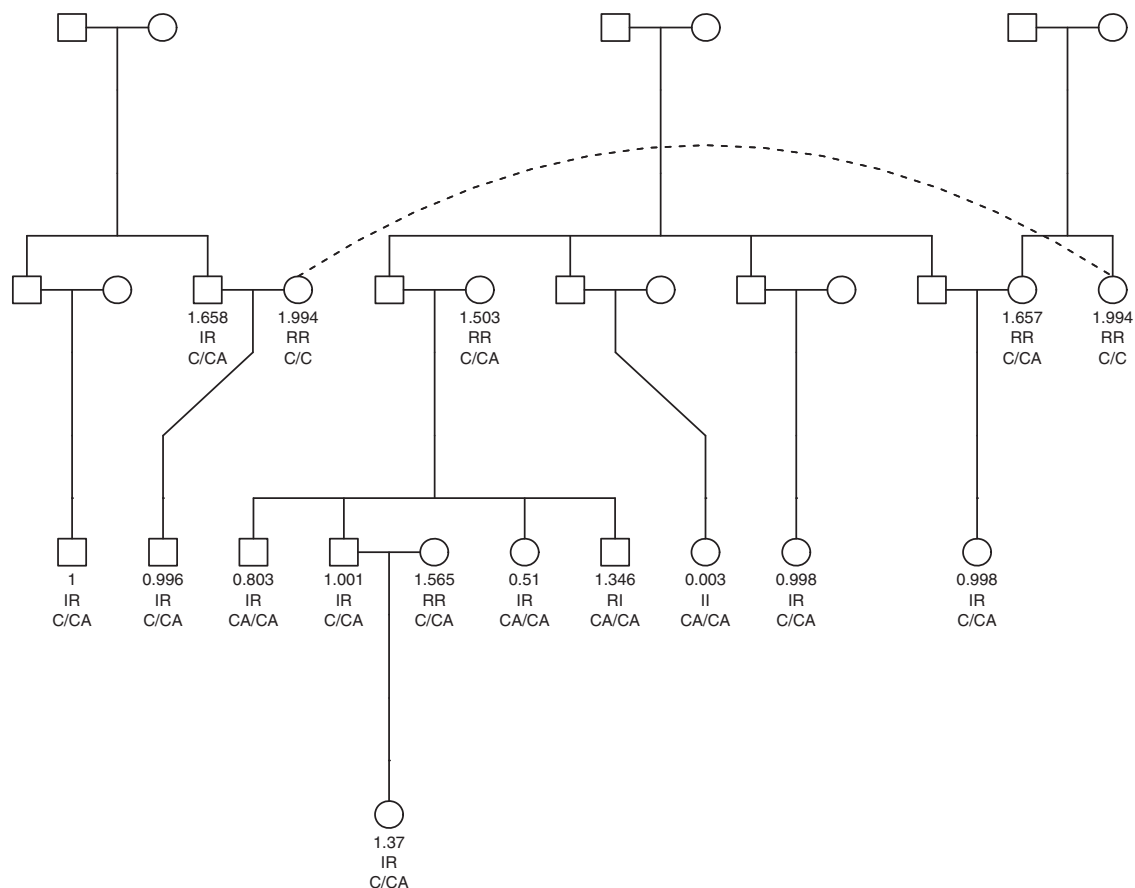 1.658
IR
C/CA
1.994
RR
C/C
1.503
RR
C/CA
1.657
RR
C/CA
1.994
RR
C/C
1
IR
C/CA
0.996
IR
C/CA
0.803
IR
CA/CA
1.001
IR
C/CA
1.565
RR
C/CA
0.51
IR
CA/CA
1.346
RI
CA/CA
0.003
II
CA/CA
0.998
IR
C/CA
0.998
IR
C/CA
1.37
IR
C/CA